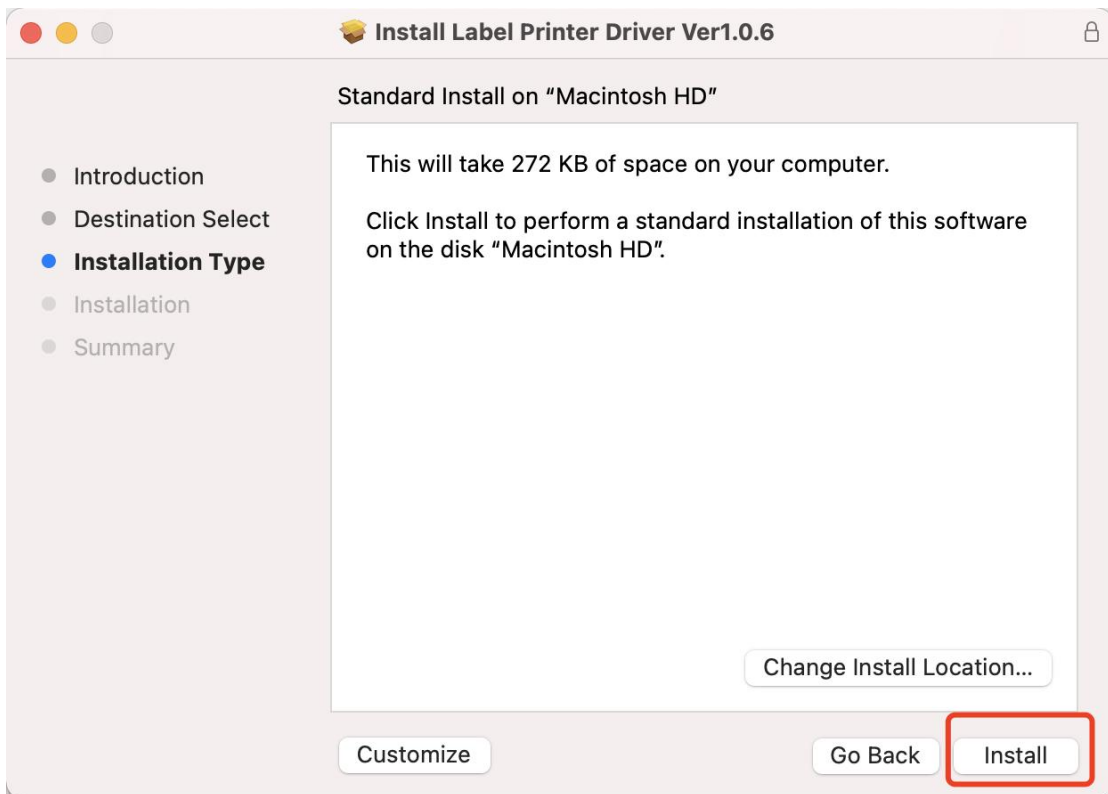 Install Label Printer Driver Ver1.0.6
Standard Install on “Macintosh HD”
Introduction
Destination Select
Installation Type
Installation
Summary
This will take 272 KB of space on your computer.
Click Install to perform a standard installation of this software
on the disk “Macintosh HD”.
Change Install Location...
Customize
Go Back
Install